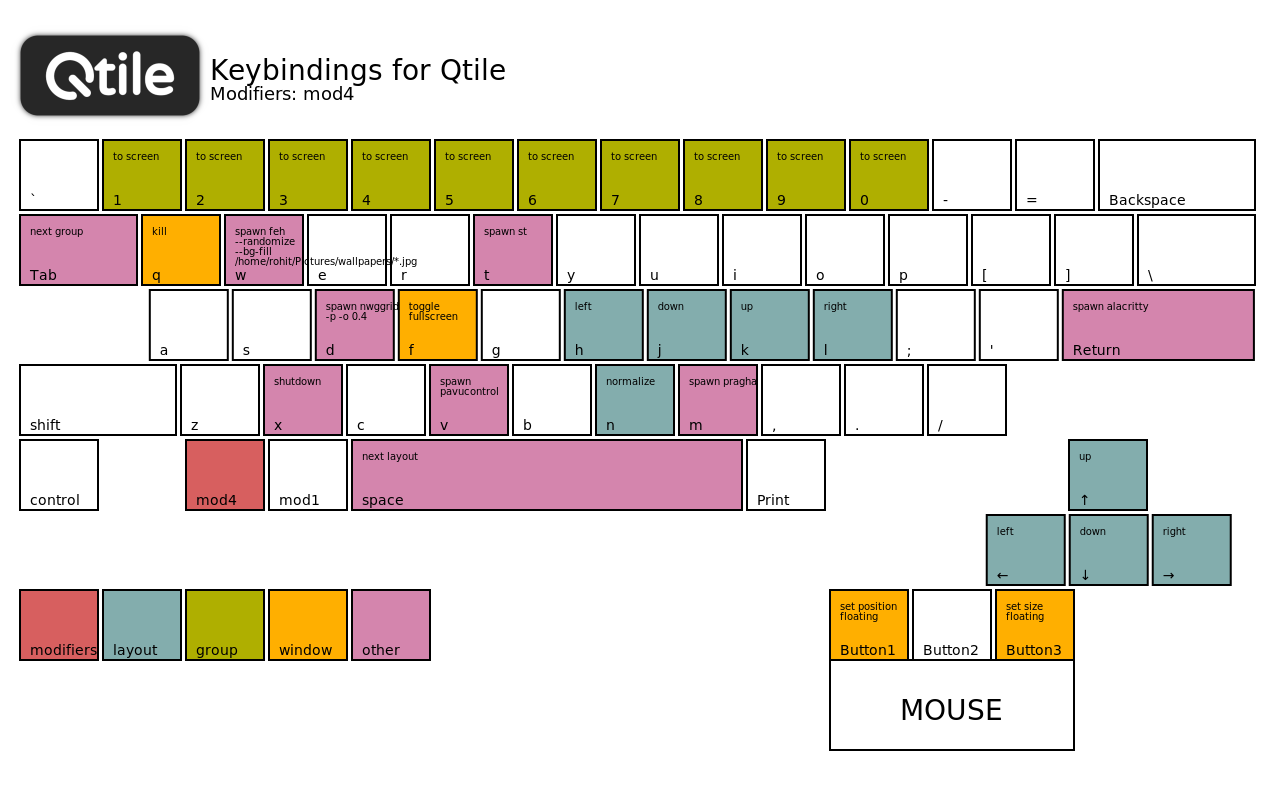 Qtile
Keybindings for Qtile
Modifiers: mod4
`
to screen
1
to screen
2
to screen
3
to screen
4
to screen
5
to screen
6
to screen
7
to screen
8
to screen
9
to screen
0
-
=
Backspace
next group
Tab
kill
q
spawn feh
--randomize
--bg-fill
/home/rohit/Pictures/wallpapers/*.jpg
w
e
r
spawn st
t
y
u
i
o
p
[
]
\
a
s
spawn nwggrid
-p -o 0.4
d
toggle
fullscreen
f
g
left
h
down
j
up
k
right
l
;
'
spawn alacritty
Return
shift
z
shutdown
x
c
spawn
pavucontrol
v
b
normalize
n
spawn pragha
m
,
.
/
control
mod4
mod1
next layout
space
Print
up
↑
left
←
down
↓
right
→
modifiers
layout
group
window
other
set position
floating
Button1
Button2
set size
floating
Button3
MOUSE